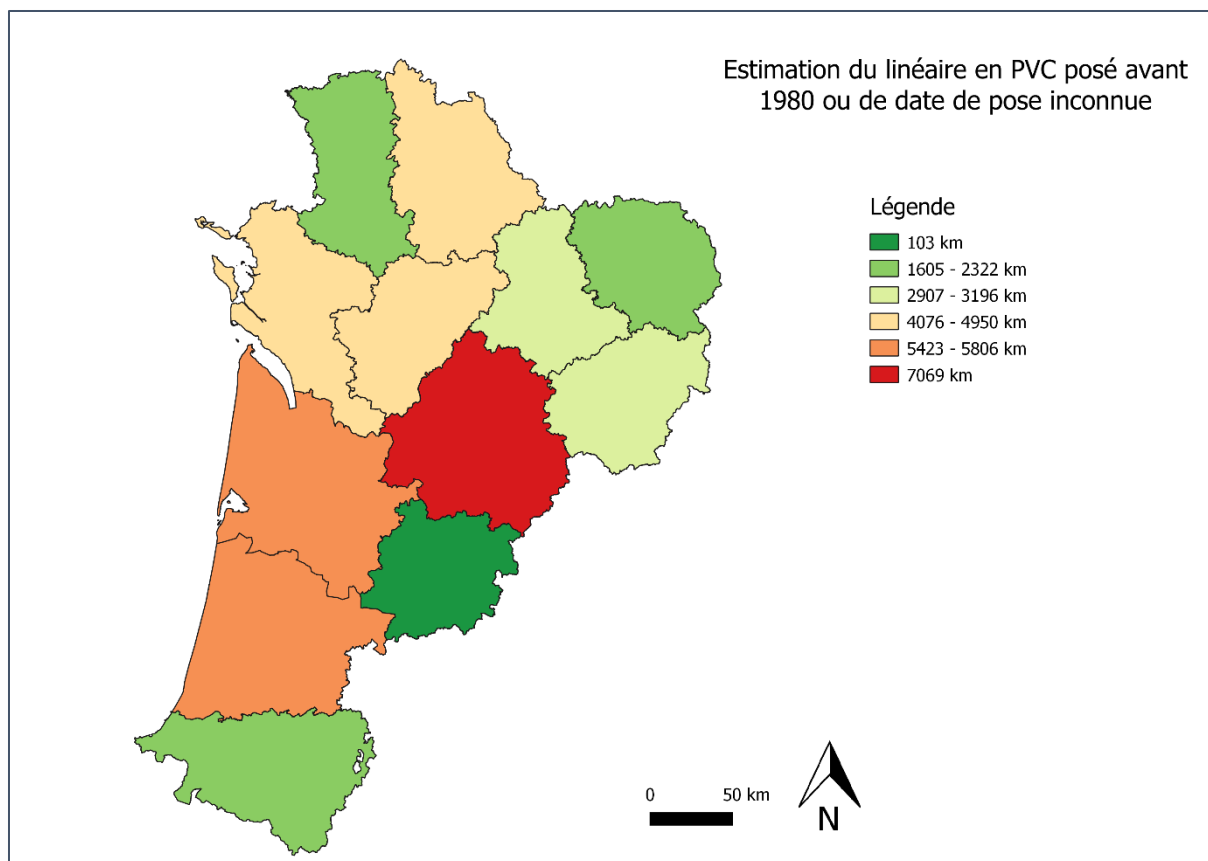 Estimation du linéaire en PVC posé avant
1980 ou de date de pose inconnue
Légende
103 km
1605 - 2322 km
2907 - 3196 km
4076 - 4950 km
5423 - 5806 km
7069 km
0 50 km
N